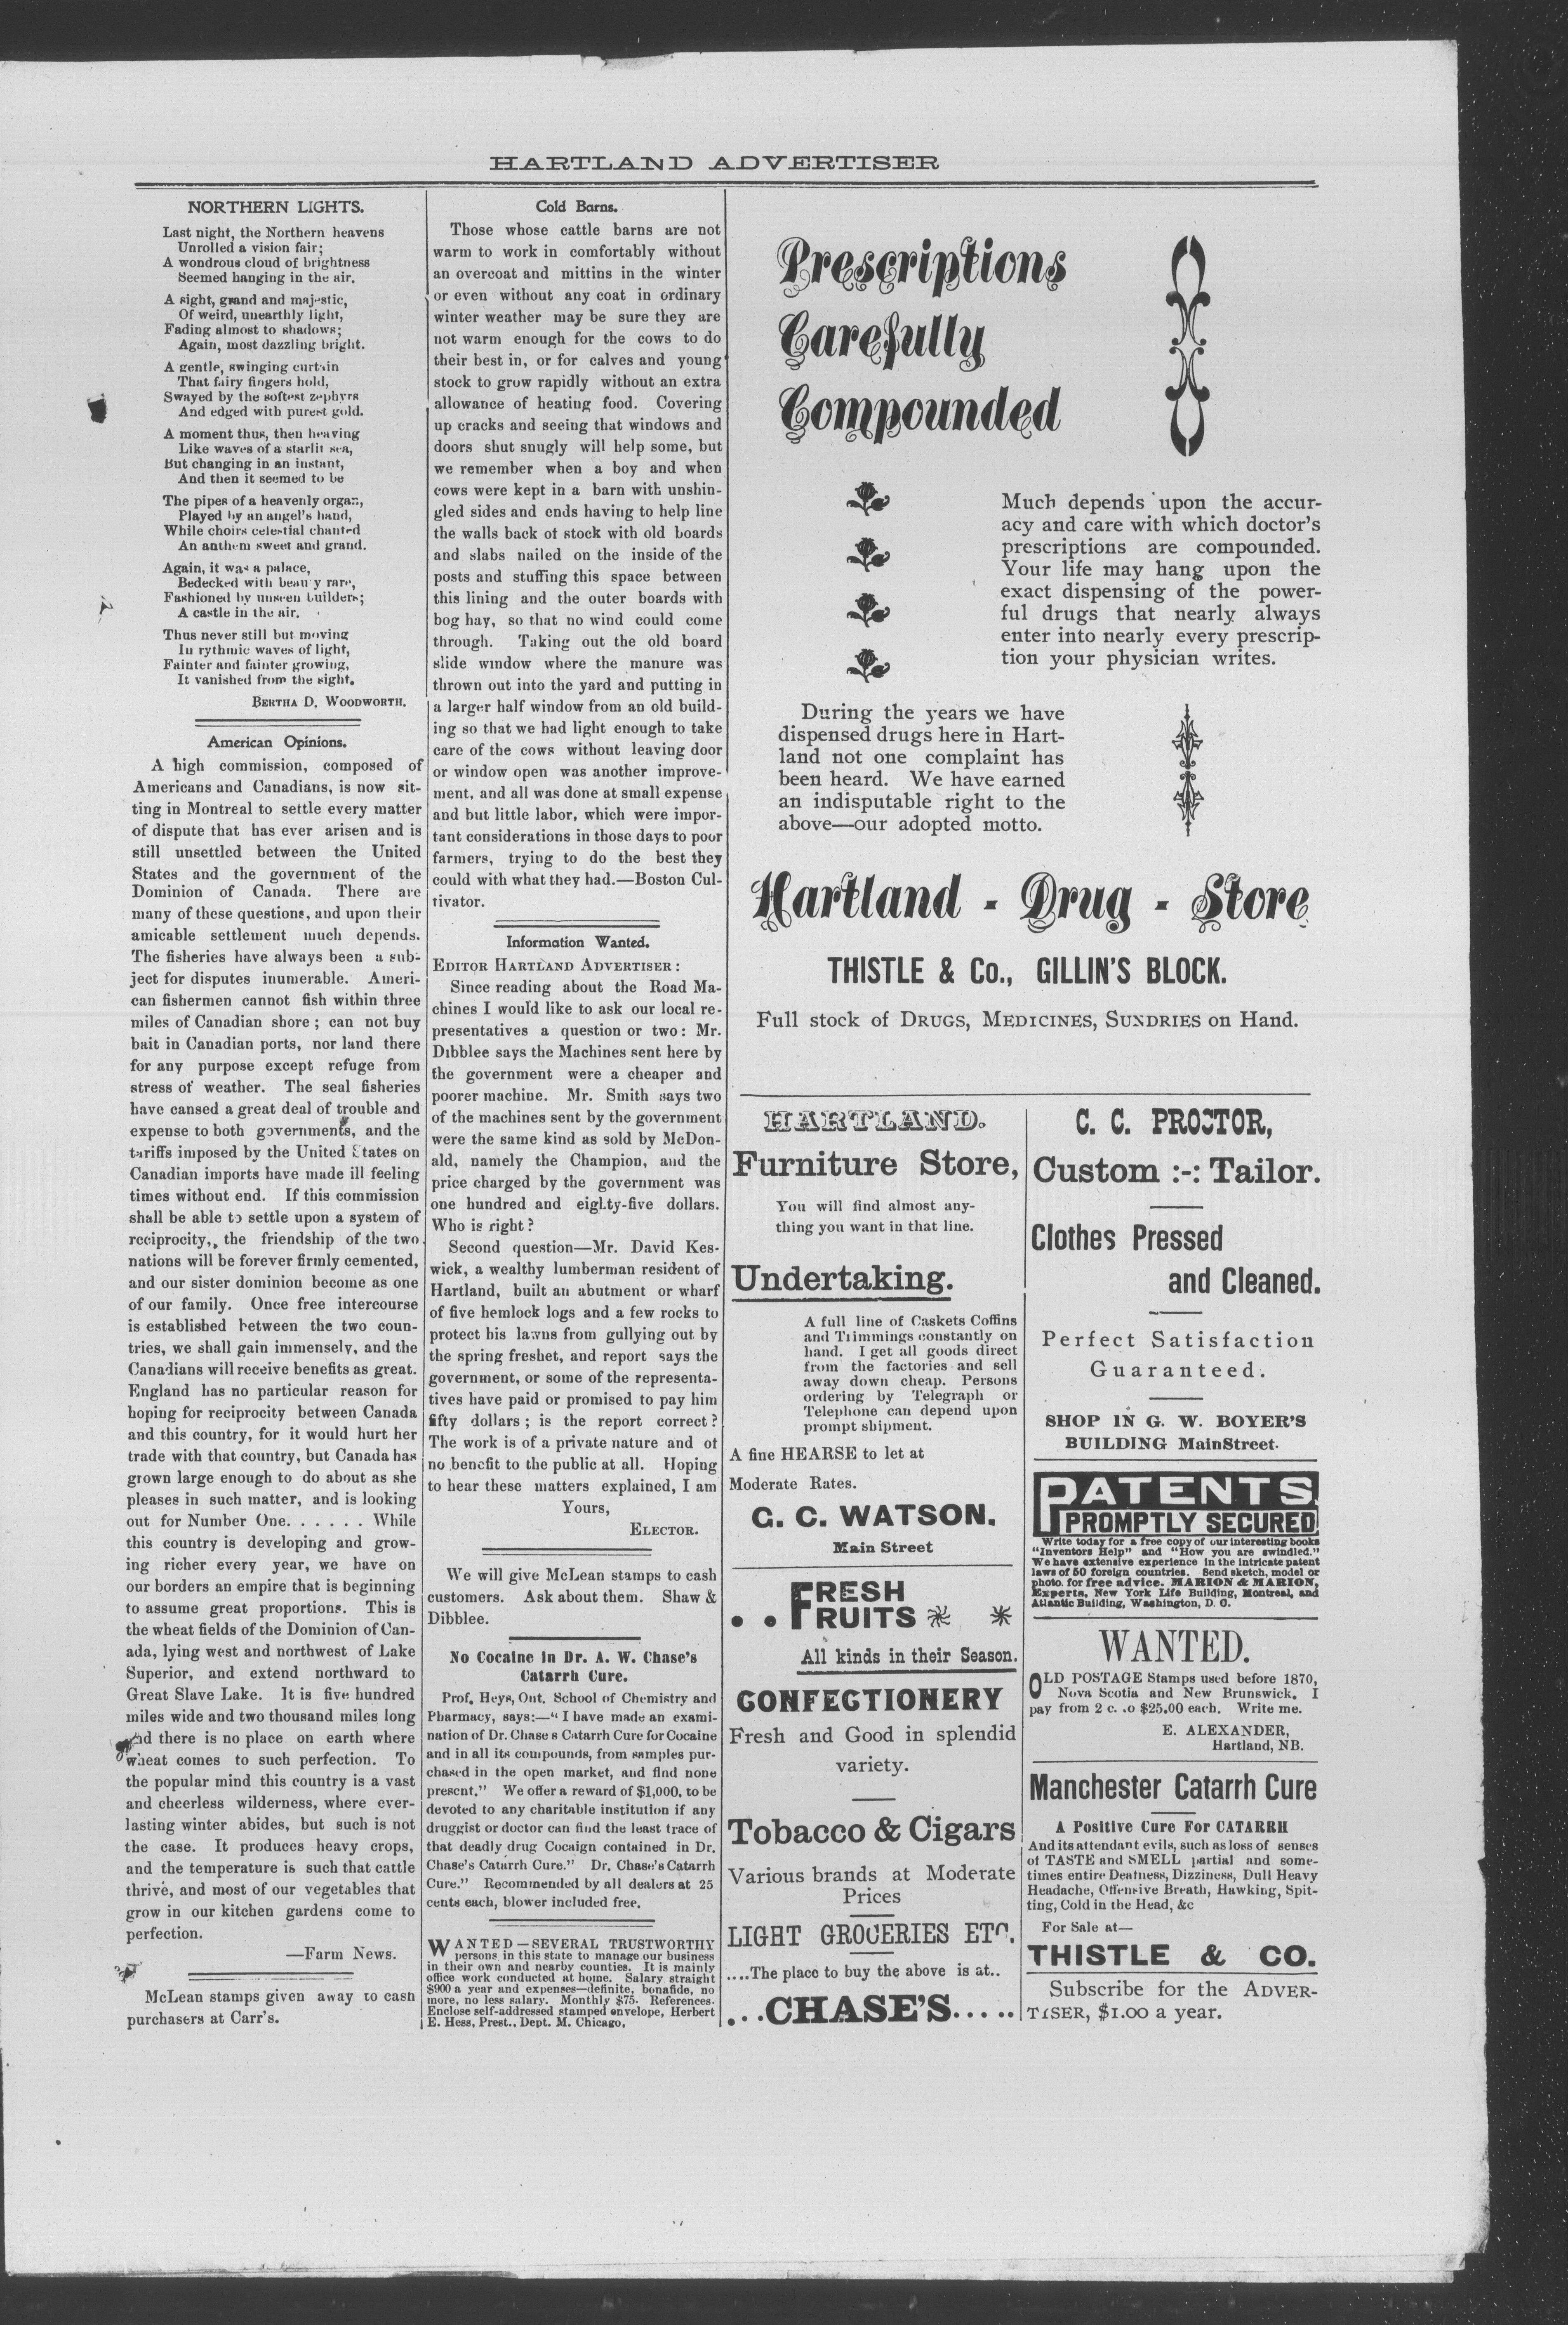 HARTLAND ADVERTISER
NORTHERN LIGHTS.
Last night, the Northern heavens
Unrolled a vision fair;
A wondrous cloud of brightness
Seemed hanging in the air.
A sight, grand and majestic,
Of weird, unearthly light,
Fading almost to shadows;
Again, most dazzling bright.
A gentle, swinging curtain
That fairy fingers hold,
Swayed by the softest zephyrs
And edged with purest gold.
A moment thus, then heaving
Like waves of a starlit sea,
But changing in an instant,
And then it seemed to be
The pipes of a heavenly organ,
Played by an angel's hand,
While choirs celestial chanted
An anthem sweet and grand.
Again, it was a palace,
Bedecked with beauty rare,
Fashioned by unseen builders;
A castle in the air.
Thus never still but moving
In rythmic waves of light,
Fainter and fainter growing,
It vanished from the sight.
BERTHA D. WOODWORTH.
American Opinions.
A high commission, composed of
Americans and Canadians, is now sit-
ting in Montreal to settle every matter
of dispute that has ever arisen and is
still unsettled between the United
States and the government of the
Dominion of Canada. There are
many of these questions, and upon their
amicable settlement much depends.
The fisheries have always been a sub-
ject for disputes inumerable. Ameri-
can fishermen cannot fish within three
miles of Canadian shore; can not buy
bait in Canadian ports, nor land there
for any purpose except refuge from
stress of weather. The seal fisheries
have cansed a great deal of trouble and
expense to both governments, and the
tariffs imposed by the United States on
Canadian imports have made ill feeling
times without end. If this commission
shall be able to settle upon a system of
reciprocity,, the friendship of the two
nations will be forever firmly cemented,
and our sister dominion become as one
of our family. Once free intercourse
is established between the two coun-
tries, we shall gain immensely, and the
Canadians will receive benefits as great.
England has no particular reason for
hoping for reciprocity between Canada
and this country, for it would hurt her
trade with that country, but Canada has
grown large enough to do about as she
pleases in such matter, and is looking
out for Number One. . . . . . While
this country is developing and grow-
ing richer every year, we have on
our borders an empire that is beginning
to assume great proportions. This is
the wheat fields of the Dominion of Can-
ada, lying west and northwest of Lake
Superior, and extend northward to
Great Slave Lake. It is five hundred
miles wide and two thousand miles long
and there is no place on earth where
wheat comes to such perfection. To
the popular mind this country is a vast
and cheerless wilderness, where ever-
lasting winter abides, but such is not
the case. It produces heavy crops,
and the temperature is such that cattle
thrive, and most of our vegetables that
grow in our kitchen gardens come to
perfection.
—Farm News.
McLean stamps given away to cash
purchasers at Carr's.
Cold Barns.
Those whose cattle barns are not
warm to work in comfortably without
an overcoat and mittins in the winter
or even without any coat in ordinary
winter weather may be sure they are
not warm enough for the cows to do
their best in, or for calves and young
stock to grow rapidly without an extra
allowance of heating food. Covering
up cracks and seeing that windows and
doors shut snugly will help some, but
we remember when a boy and when
cows were kept in a barn with unshin-
gled sides and ends having to help line
the walls back of stock with old boards
and slabs nailed on the inside of the
posts and stuffing this space between
this lining and the outer boards with
bog hay, so that no wind could come
through. Taking out the old board
slide window where the manure was
thrown out into the yard and putting in
a larger half window from an old build-
ing so that we had light enough to take
care of the cows without leaving door
or window open was another improve-
ment, and all was done at small expense
and but little labor, which were impor-
tant considerations in those days to poor
farmers, trying to do the best they
could with what they had.—Boston Cul-
tivator.
Information Wanted.
EDITOR HARTLAND ADVERTISER:
Since reading about the Road Ma-
chines I would like to ask our local re-
presentatives a question or two: Mr.
Dibblee says the Machines sent here by
the government were a cheaper and
poorer machine. Mr. Smith says two
of the machines sent by the government
were the same kind as sold by McDon-
ald, namely the Champion, and the
price charged by the government was
one hundred and eighty-five dollars.
Who is right?
Second question—Mr. David Kes-
wick, a wealthy lumberman resident of
Hartland, built an abutment or wharf
of five hemlock logs and a few rocks to
protect his lawns from gullying out by
the spring freshet, and report says the
government, or some of the representa-
tives have paid or promised to pay him
fifty dollars; is the report correct?
The work is of a private nature and ot
no benefit to the public at all. Hoping
to hear these matters explained, I am
Yours,
ELECTOR.
We will give McLean stamps to cash
customers. Ask about them. Shaw &
Dibblee.
No Cocaine in Dr. A. W. Chase's
Catarrh Cure.
Prof. Heys, Ont. School of Chemistry and
Pharmacy, says:—"I have made an exami-
nation of Dr. Chase s Catarrh Cure for Cocaine
and in all its compounds, from samples pur-
chased in the open market, and find none
present." We offer a reward of $1,000, to be
devoted to any charitable institution if any
druggist or doctor can find the least trace of
that deadly drug Cocaign contained in Dr.
Chase's Catarrh Cure." Dr. Chase's Catarrh
Cure." Recommended by all dealers at 25
cents each, blower included free.
WANTED—SEVERAL TRUSTWORTHY
persons in this state to manage our business
in their own and nearby counties. It is mainly
office work conducted at home. Salary straight
$900 a year and expenses—definite, bonafide, no
more, no less salary. Monthly $75. References.
Enclose self-addressed stamped envelope, Herbert
E. Hess, Prest., Dept. M. Chicago.
Prescriptions
Carefully
Compounded
Much depends upon the accur-
acy and care with which doctor's
prescriptions are compounded.
Your life may hang upon the
exact dispensing of the power-
ful drugs that nearly always
enter into nearly every prescrip-
tion your physician writes.
During the years we have
dispensed drugs here in Hart-
land not one complaint has
been heard. We have earned
an indisputable right to the
above—our adopted motto.
Hartland - Drug - Store
THISTLE & Co., GILLIN'S BLOCK.
Full stock of DRUGS, MEDICINES, SUNDRIES on Hand.
HARTLAND.
Furniture Store,
You will find almost any-
thing you want in that line.
Undertaking.
A full line of Caskets Coffins
and Trimmings constantly on
hand. I get all goods direct
from the factories and sell
away down cheap. Persons
ordering by Telegraph or
Telephone can depend upon
prompt shipment.
A fine HEARSE to let at
Moderate Rates.
C. C. WATSON.
Main Street
. . FRESH
FRUITS
All kinds in their Season.
CONFECTIONERY
Fresh and Good in splendid
variety.
Tobacco & Cigars
Various brands at Moderate
Prices
LIGHT GROCERIES ETC.
....The place to buy the above is at..
...CHASE'S.....
C. C. PROCTOR,
Custom :-: Tailor.
Clothes Pressed
and Cleaned.
Perfect Satisfaction
Guaranteed.
SHOP IN G. W. BOYER'S
BUILDING MainStreet.
PATENTS
PROMPTLY SECURED
Write today for a free copy of our interesting books
"Inventors Help" and "How you are swindled."
We have extensive experience in the intricate patent
laws of 50 foreign countries. Send sketch, model or
photo. for free advice. MARION & MARION,
Experts, New York Life Building, Montreal, and
Atlantic Building, Washington, D. C.
WANTED.
OLD POSTAGE Stamps used before 1870,
Nova Scotia and New Brunswick. I
pay from 2 c. .o $25.00 each. Write me.
E. ALEXANDER,
Hartland, NB.
Manchester Catarrh Cure
A Positive Cure For CATARRH
And its attendant evils, such as loss of senses
of TASTE and SMELL partial and some-
times entire Deafness, Dizziness, Dull Heavy
Headache, Offensive Breath, Hawking, Spit-
ting, Cold in the Head, &c
For Sale at—
THISTLE & CO.
Subscribe for the ADVER-
TISER, $1.00 a year.